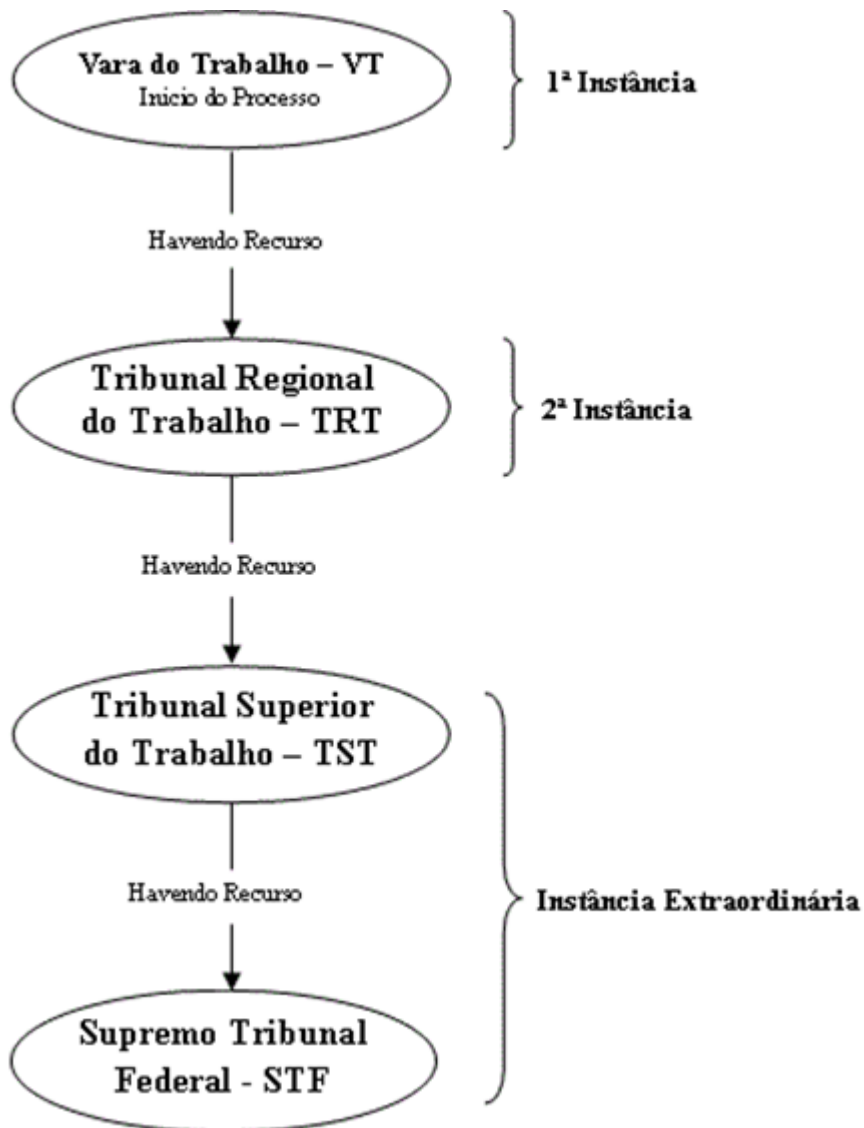 Vara do Trabalho – VT
Inicio do Processo
1ª Instância
Havendo Recurso
Tribunal Regional
do Trabalho – TRT
2ª Instância
Havendo Recurso
Tribunal Superior
do Trabalho – TST
Havendo Recurso
Instância Extraordinária
Supremo Tribunal
Federal - STF